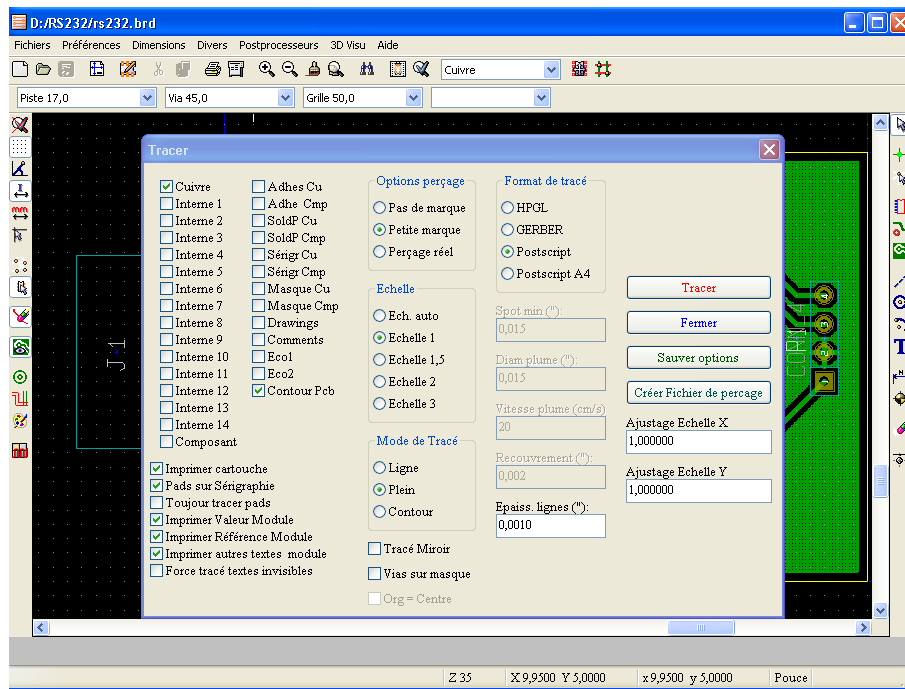 D:/RS232/rs232.brd
Fichiers Préférences Dimensions Divers Postprocesseurs 3D Visu Aide
Cuivre
Piste 17,0 Via 45,0 Grille 50,0
Tracer
Cuivre
Interne 1
Interne 2
Interne 3
Interne 4
Interne 5
Interne 6
Interne 7
Interne 8
Interne 9
Interne 10
Interne 11
Interne 12
Interne 13
Interne 14
Composant
Adhes Cu
Adhe Cmp
SoldP Cu
SoldP Cmp
Sérigr Cu
Sérigr Cmp
Masque Cu
Masque Cmp
Drawings
Comments
Eco1
Eco2
Contour Pcb
Imprimer cartouche
Pads sur Sérigraphie
Toujour tracer pads
Imprimer Valeur Module
Imprimer Référence Module
Imprimer autres textes module
Force tracé textes invisibles
Options perçage
Pas de marque
Petite marque
Perçage réel
Echelle
Ech. auto
Echelle 1
Echelle 1,5
Echelle 2
Echelle 3
Mode de Tracé
Ligne
Plein
Contour
Tracé Miroir
Vias sur masque
Org = Centre
Format de tracé
HPGL
GERBER
Postscript
Postscript A4
Spot min ("):
0,015
Diam plume ("):
0,015
Vitesse plume (cm/s)
20
Recouvrement ("):
0,002
Epaiss. lignes ("):
0,0010
Tracer
Fermer
Sauver options
Créer Fichier de percage
Ajustage Echelle X
1,000000
Ajustage Echelle Y
1,000000
J1
4
3
2
Z 35 X 9,9500 Y 5,0000 x 9,9500 y 5,0000 Pouce